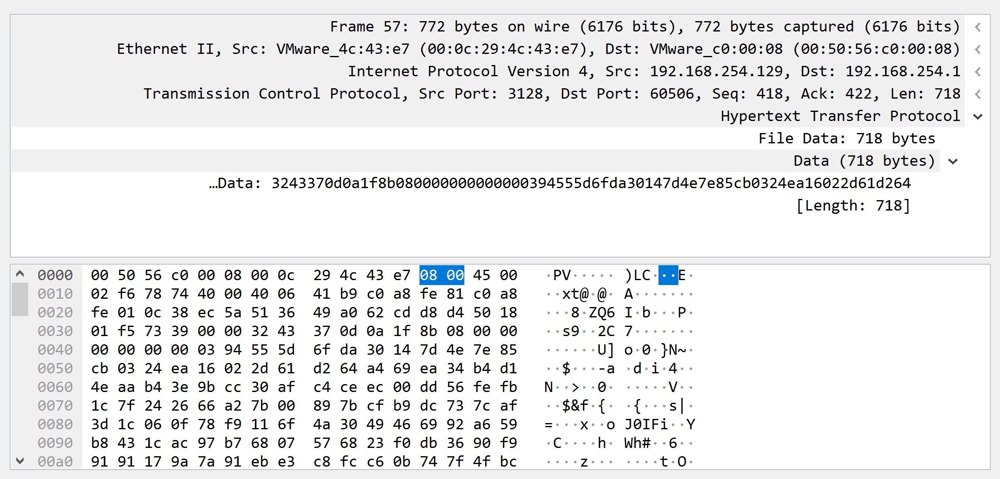 Frame 57: 772 bytes on wire (6176 bits), 772 bytes captured (6176 bits)
Ethernet II, Src: VMware_4c:43:e7 (00:0c:29:4c:43:e7), Dst: VMware_c0:00:08 (00:50:56:c0:00:08)
Internet Protocol Version 4, Src: 192.168.254.129, Dst: 192.168.254.1
Transmission Control Protocol, Src Port: 3128, Dst Port: 60506, Seq: 418, Ack: 422, Len: 718
Hypertext Transfer Protocol
File Data: 718 bytes
Data (718 bytes)
…Data: 3243370d0a1f8b0800000000000000394555d6fda30147d4e7e85cb0324ea16022d61d264
[Length: 718]
0000 00 50 56 c0 00 08 00 0c 29 4c 43 e7 08 00 45 00 ·PV····· )LC···E·
0010 02 f6 78 74 40 00 40 06 41 b9 c0 a8 fe 81 c0 a8 ··xt@·@· A·······
0020 fe 01 0c 38 ec 5a 51 36 49 a0 62 cd d8 d4 50 18 ···8·ZQ6 I·b···P·
0030 01 f5 73 39 00 00 32 43 37 0d 0a 1f 8b 08 00 00 ··s9··2C 7·······
0040 00 00 00 00 03 94 55 5d 6f da 30 14 7d 4e 7e 85 ······U] o·0·}N~·
0050 cb 03 24 ea 16 02 2d 61 d2 64 a4 69 ea 34 b4 d1 ··$···-a ·d·i·4··
0060 4e aa b4 3e 9b cc 30 af c4 ce ec 00 dd 56 fe fb N··>··0· ·····V··
0070 1c 7f 24 26 66 a2 7b 00 89 7b cf b9 dc 73 7c af ··$&f·{· ·{···s|·
0080 3d 1c 06 0f 78 f9 11 6f 4a 30 49 46 69 92 a6 59 =···x··o J0IFi··Y
0090 b8 43 1c ac 97 b7 68 07 57 68 23 f0 db 36 90 f9 ·C····h· Wh#··6··
00a0 91 91 17 9a 7a 91 eb e3 c8 fc c6 0b 74 7f 4f bc ····z··· ····t·O·